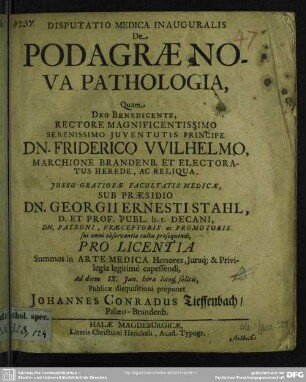 DISPUTATIO MEDICA INAUGURALIS
De
PODAGRÆ NO-
VA PATHOLOGIA,
Quam
DEO BENEDICENTE,
RECTORE MAGNIFICENTISSIMO
SERENISSIMO JUVENTUTIS PRINCIPE
DN. FRIDERICO VVILHELMO,
MARCHIONE BRANDENB. ET ELECTORA-
TUS HEREDE, AC RELIQUA,
JUSSU GRATIOSÆ FACULTATIS MEDICÆ,
SUB PRÆSIDIO
DN. GEORGII ERNESTI STAHL,
D. ET PROF. PUBL. h. t. DECANI,
DN. PATRONI, PRÆCEPTORIS ac PROMOTORIS
sui omni observantiæ cultu prosequendi,
PRO LICENTIA
Summos in ARTE MEDICA Honores, Juraq; & Privi-
legia legitimè capessendi,
Ad diem IX. Jun. hora locoq; solitis,
Publicæ disquisitioni proponet
JOHANNES CONRADUS Tieffenbach/
Palæo-Brandenb.
HALÆ MAGDEBURGICÆ,
Literis Christiani Henckelii, Acad. Typogr.
47